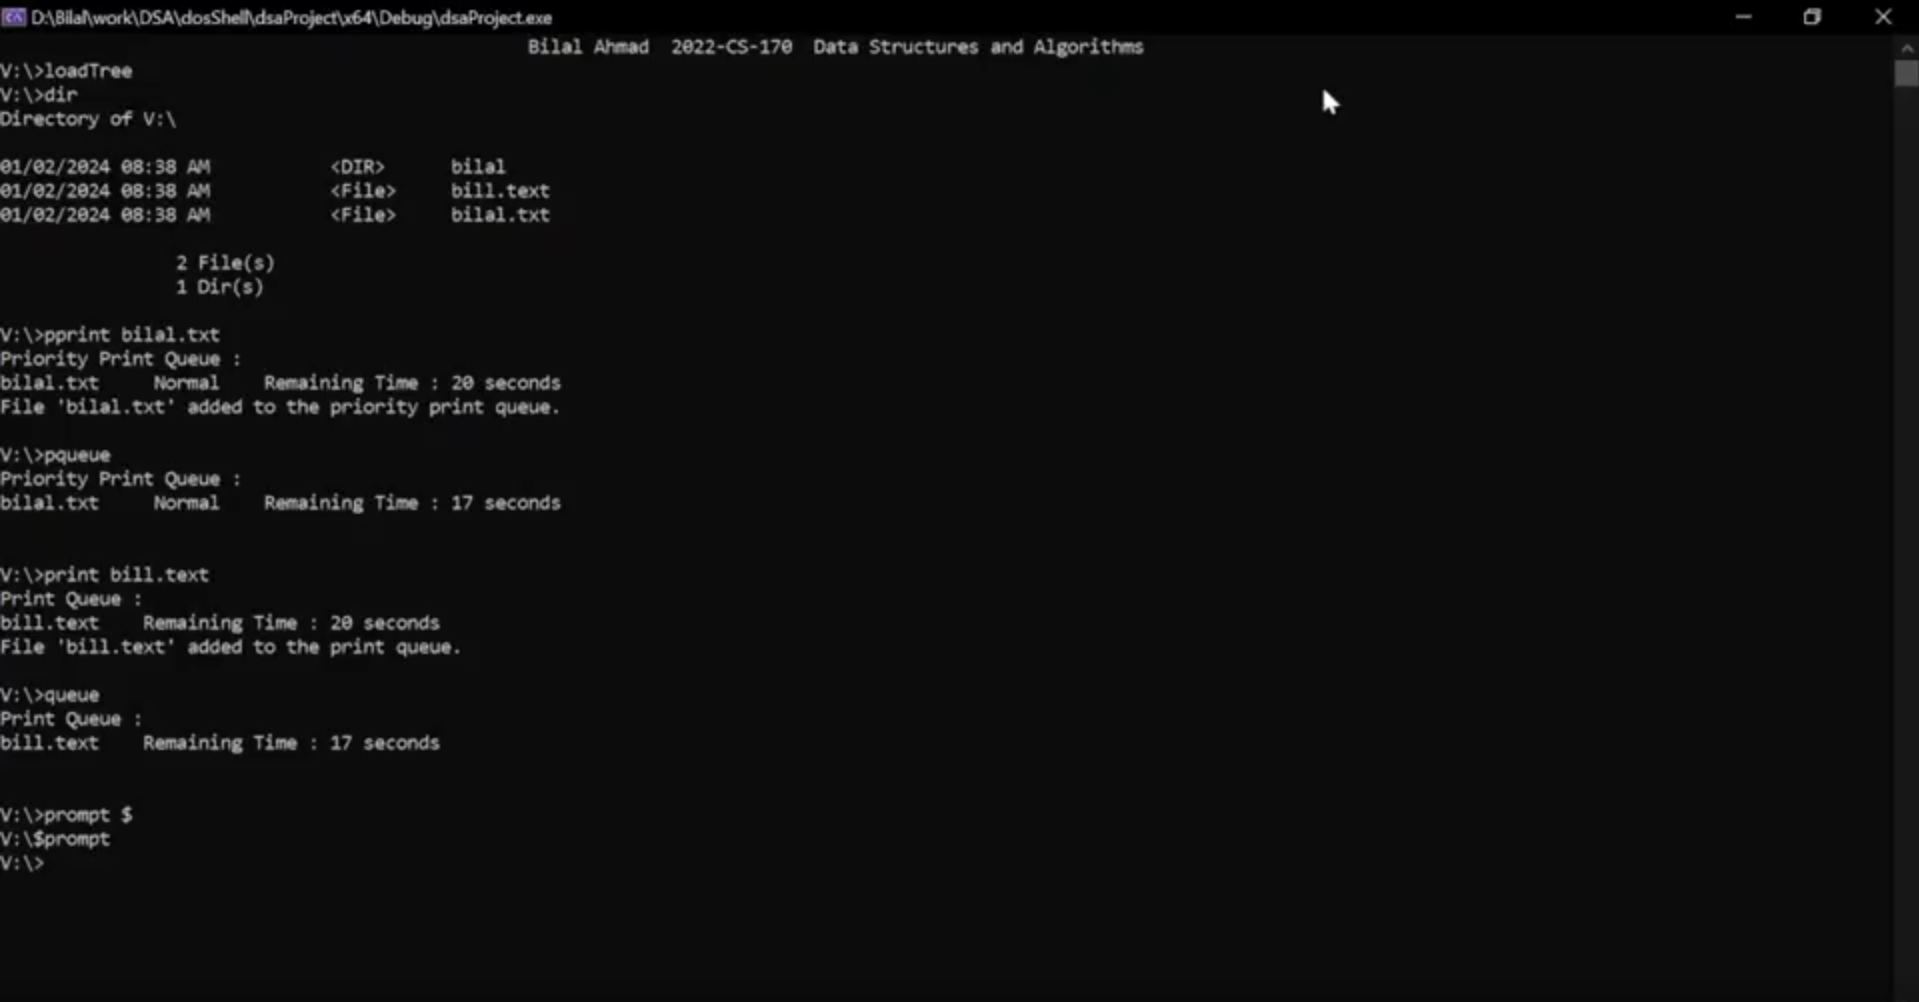 D:\Bilal\work\DSA\dosShell\dsaProject\x64\Debug\dsaProject.exe
Bilal Ahmad  2022-CS-170  Data Structures and Algorithms
V:\>loadTree
V:\>dir
Directory of V:\
01/02/2024 08:38 AM           <DIR>      bilal
01/02/2024 08:38 AM           <File>     bill.text
01/02/2024 08:38 AM           <File>     bilal.txt
2 File(s)
1 Dir(s)
V:\>pprint bilal.txt
Priority Print Queue :
bilal.txt     Normal    Remaining Time : 20 seconds
File 'bilal.txt' added to the priority print queue.
V:\>pqueue
Priority Print Queue :
bilal.txt     Normal    Remaining Time : 17 seconds
V:\>print bill.text
Print Queue :
bill.text    Remaining Time : 20 seconds
File 'bill.text' added to the print queue.
V:\>queue
Print Queue :
bill.text    Remaining Time : 17 seconds
V:\>prompt $
V:\$prompt
V:\>